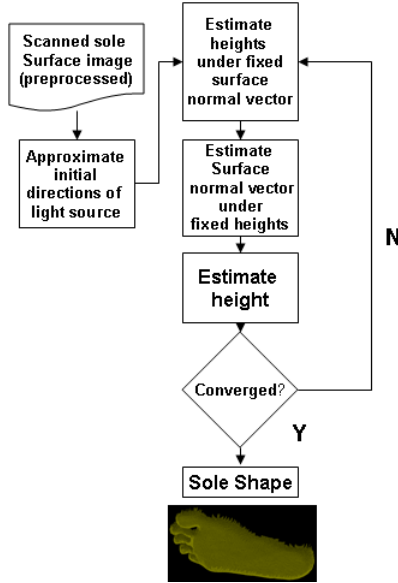 Scanned sole
Surface image
(preprocessed)
Approximate
initial
directions of
light source
Estimate
heights
under fixed
surface
normal vector
Estimate
Surface
normal vector
under
fixed heights
Estimate
height
Converged?
N
Y
Sole Shape